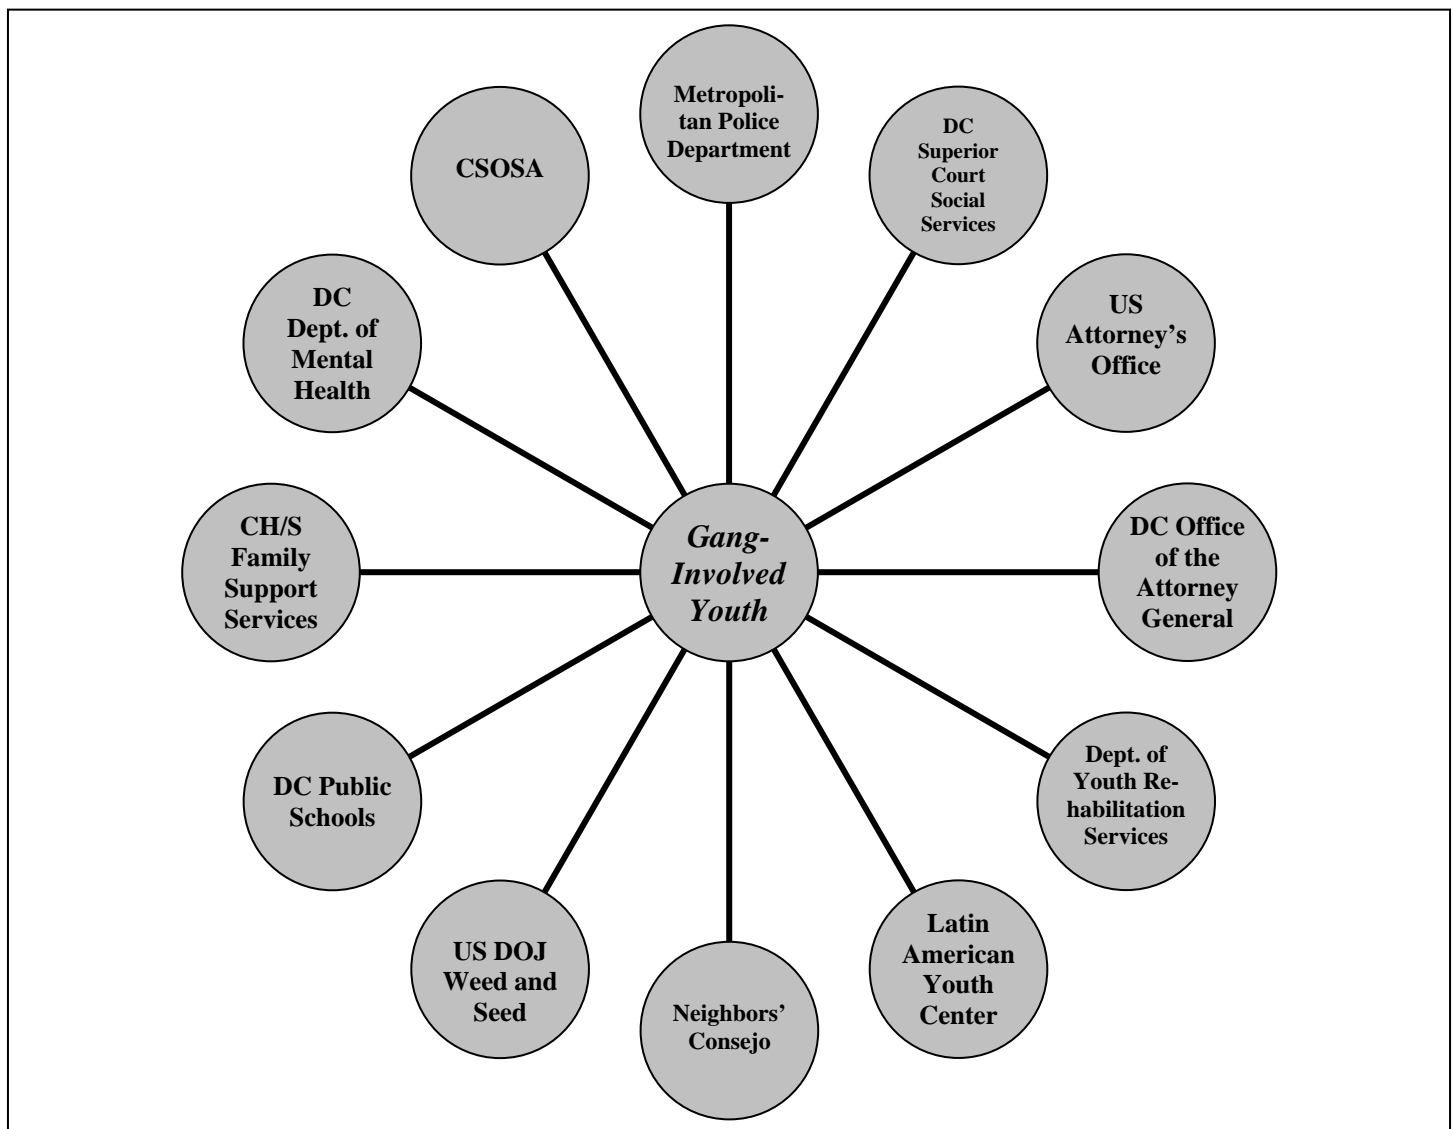 Metropoli-
tan Police
Department
DC
Superior
Court
Social
Services
US
Attorney’s
Office
DC Office
of the
Attorney
General
Dept. of
Youth Re-
habilitation
Services
Latin
American
Youth
Center
Neighbors’
Consejo
US DOJ
Weed and
Seed
DC Public
Schools
CH/S
Family
Support
Services
DC
Dept. of
Mental
Health
CSOSA
Gang-
Involved
Youth